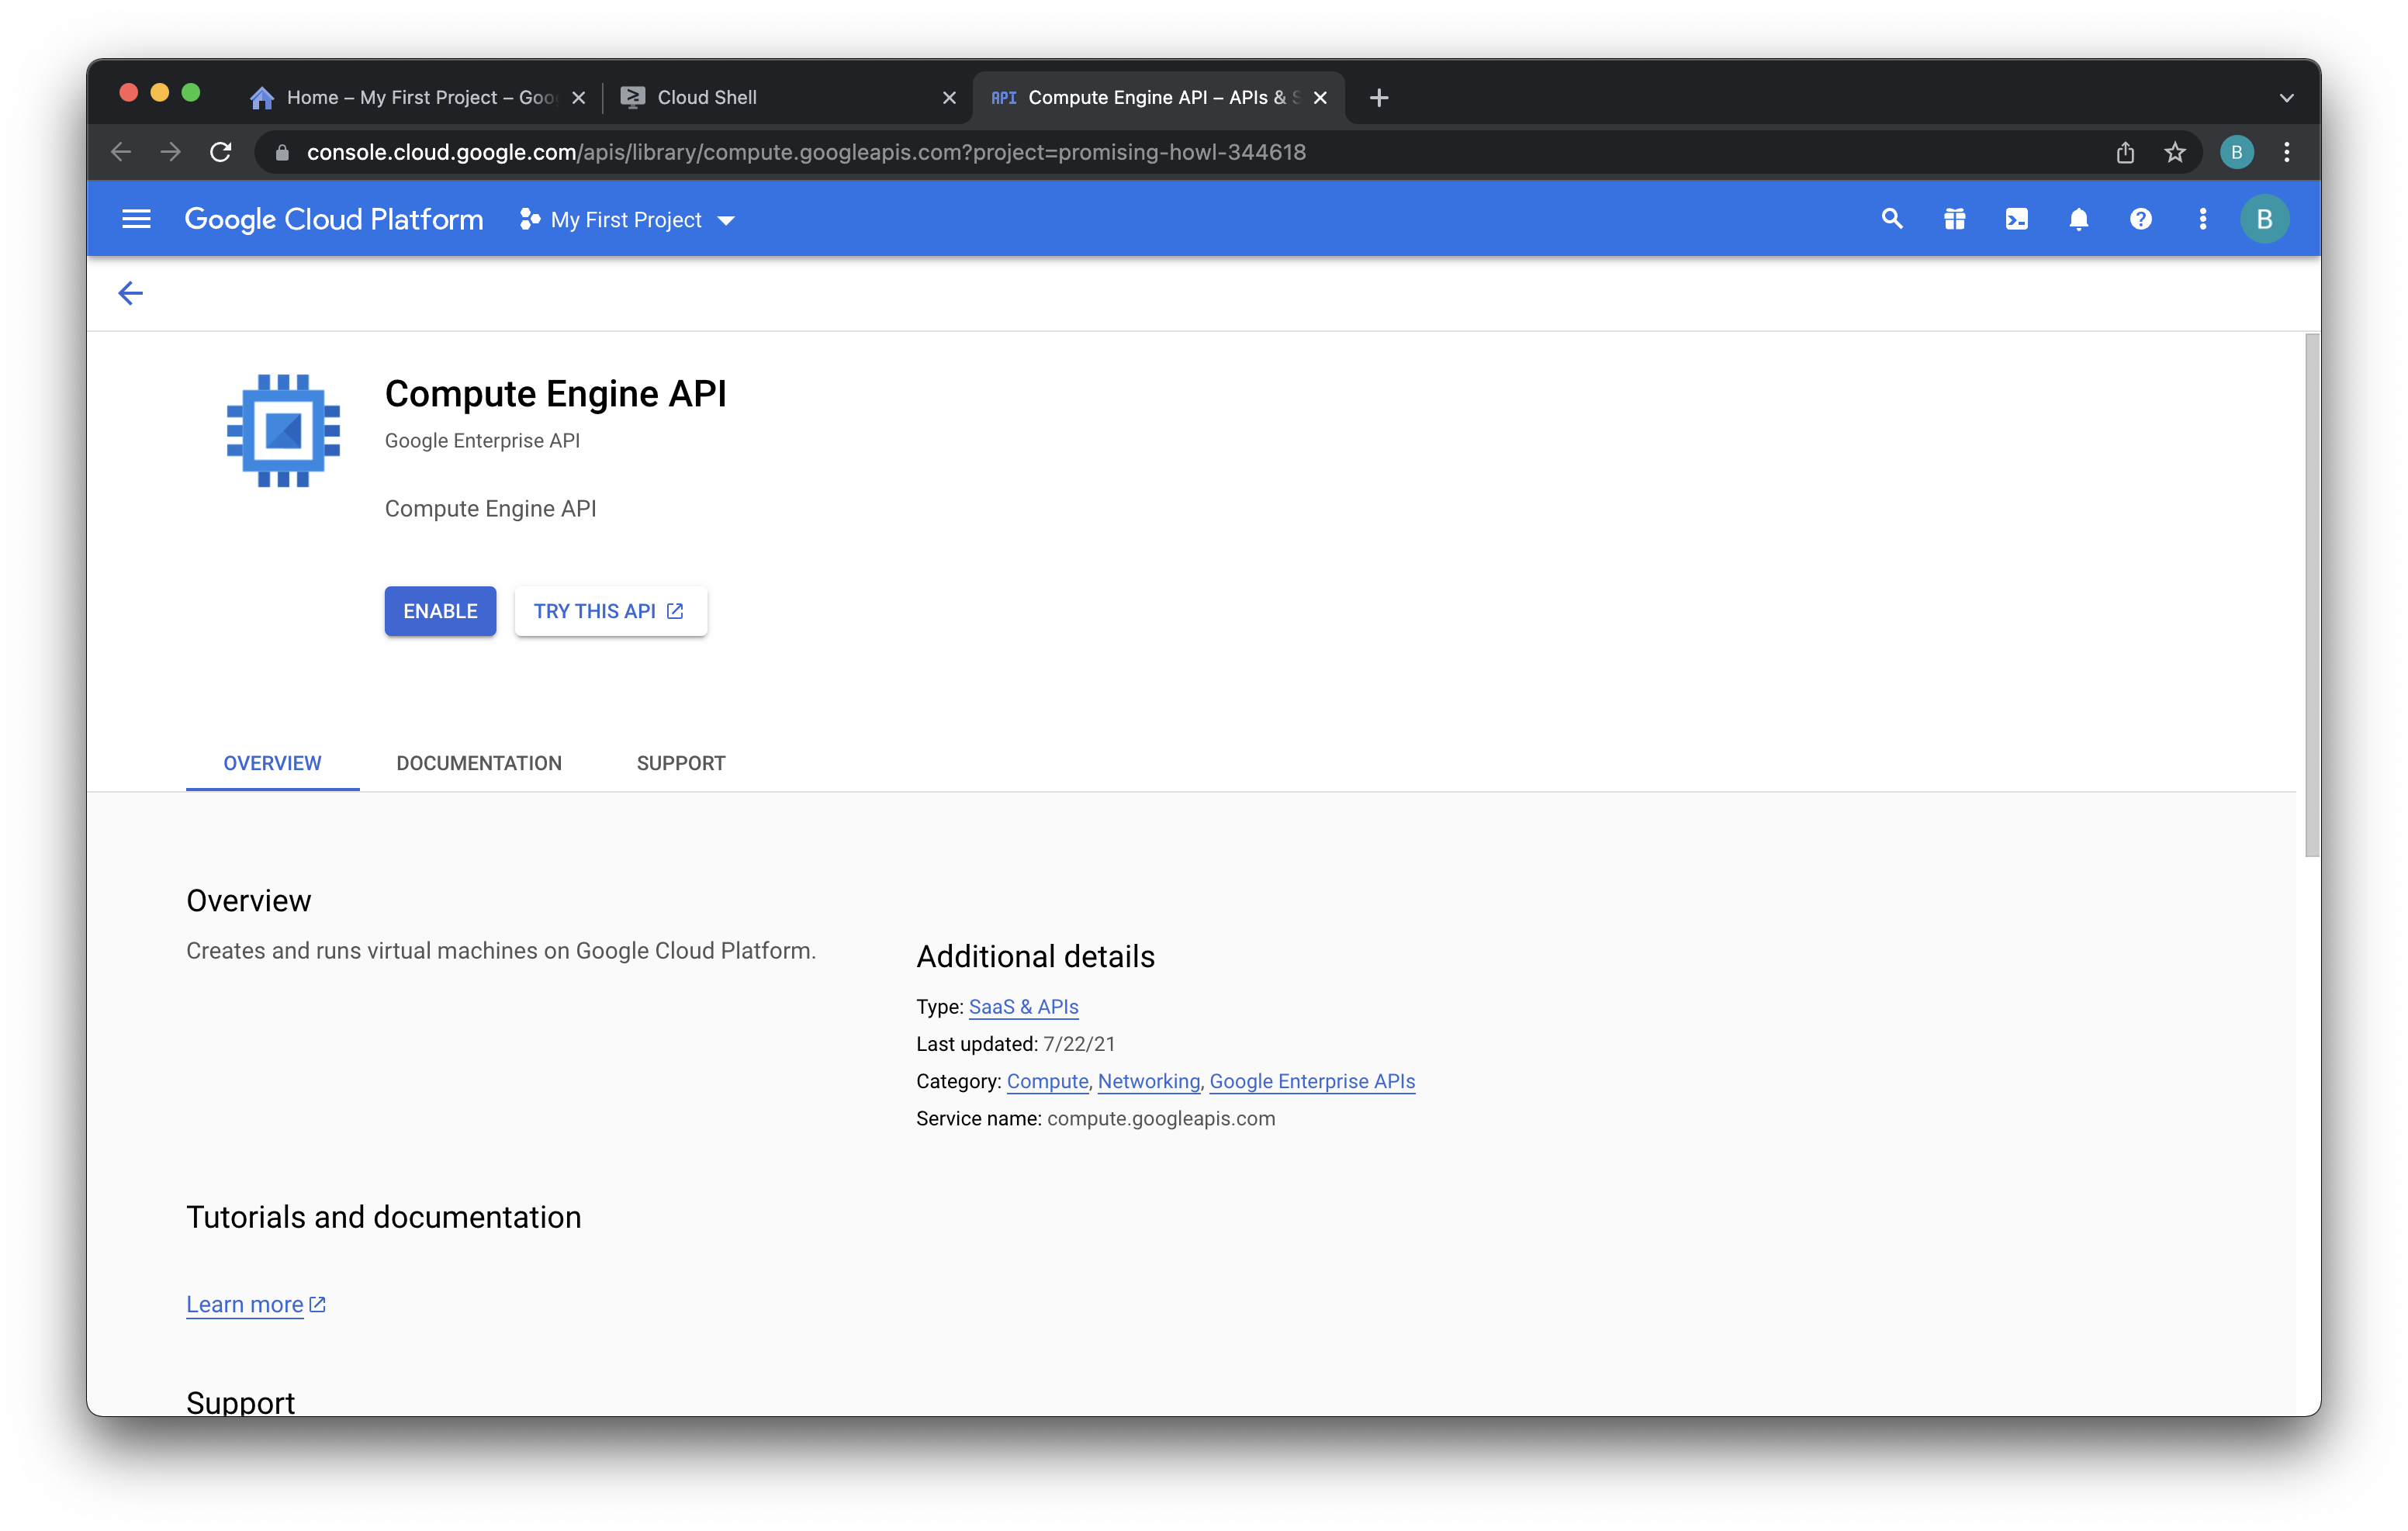 Home – My First Project – Goo
Cloud Shell
API Compute Engine API – APIs & S
console.cloud.google.com/apis/library/compute.googleapis.com?project=promising-howl-344618
B
Google Cloud Platform
My First Project
B
Compute Engine API
Google Enterprise API
Compute Engine API
ENABLE
TRY THIS API
OVERVIEW
DOCUMENTATION
SUPPORT
Overview
Creates and runs virtual machines on Google Cloud Platform.
Additional details
Type: SaaS & APIs
Last updated: 7/22/21
Category: Compute, Networking, Google Enterprise APIs
Service name: compute.googleapis.com
Tutorials and documentation
Learn more
Support